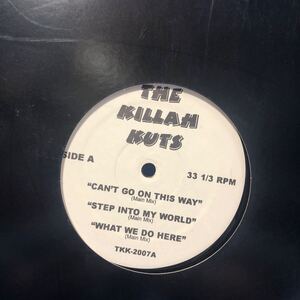 THE
KILLAH
KUTS
SIDE A
33 1/3 RPM
"CAN'T GO ON THIS WAY"
(Main Mix)
"STEP INTO MY WORLD"
(Main Mix)
"WHAT WE DO HERE"
(Main Mix)
TKK-2007A